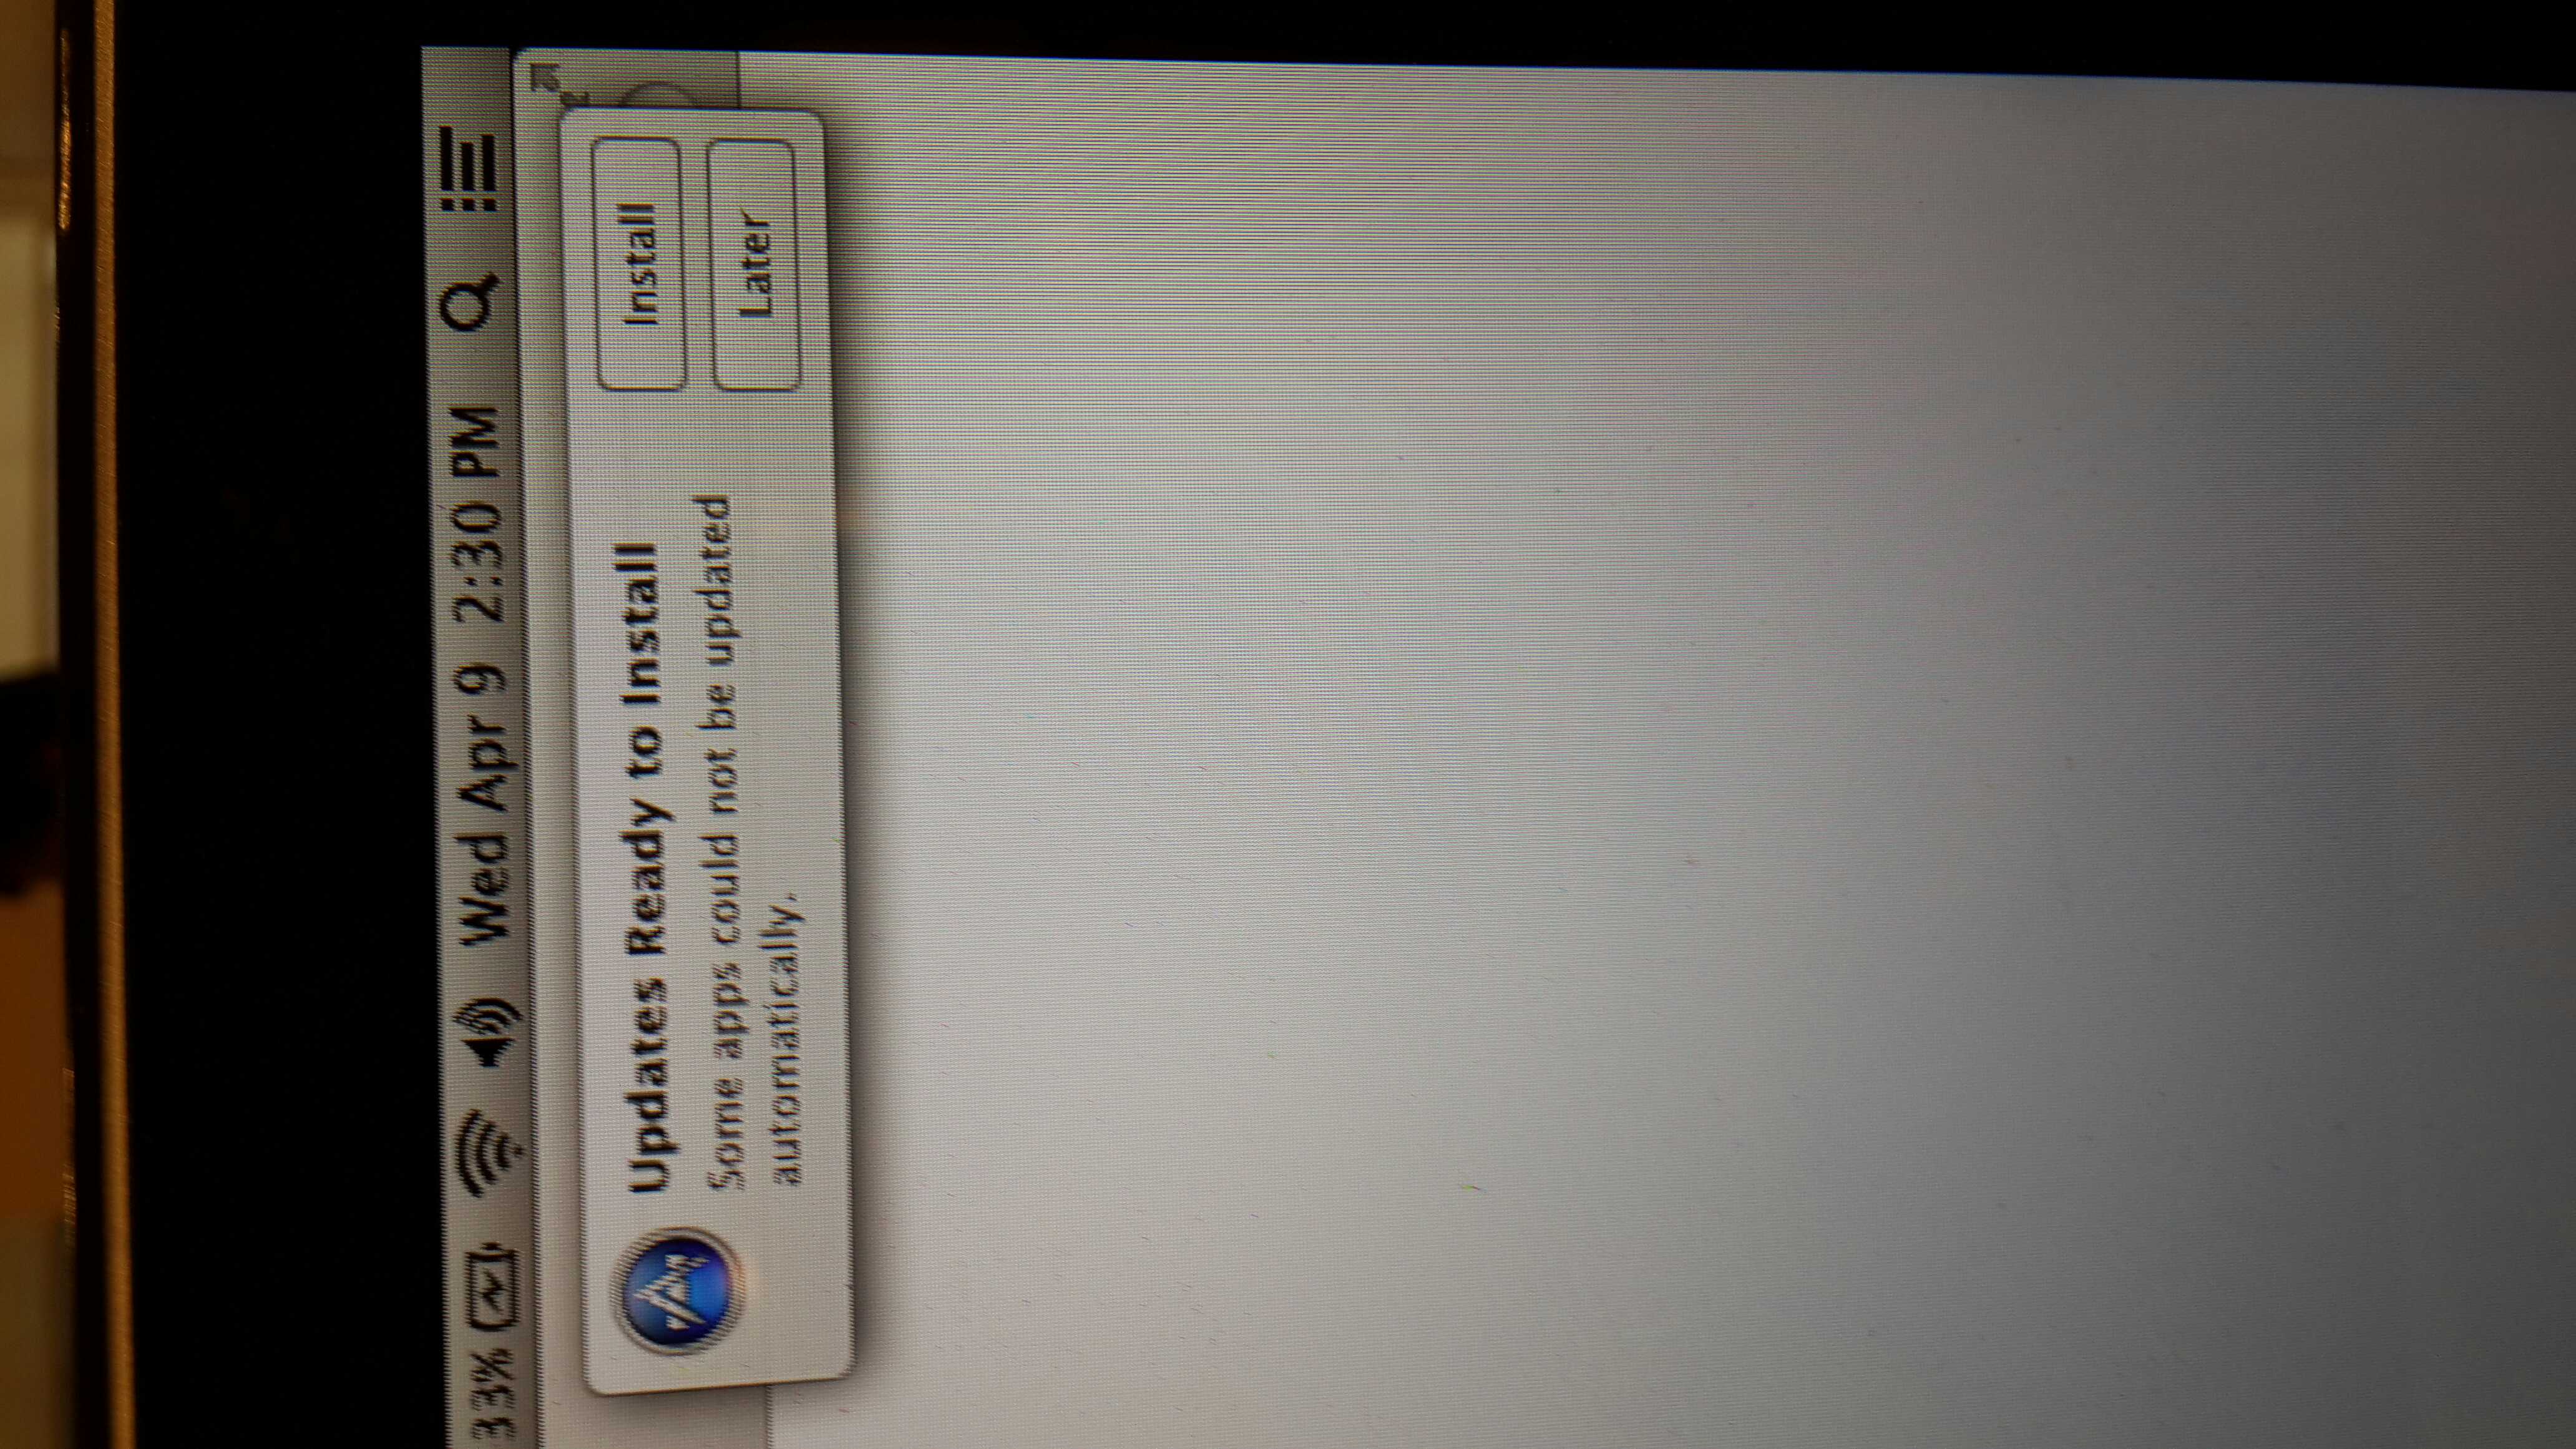 33% Wed Apr 9 2:30 PM
Updates Ready to Install
Some apps could not be updated
automatically.
Install
Later